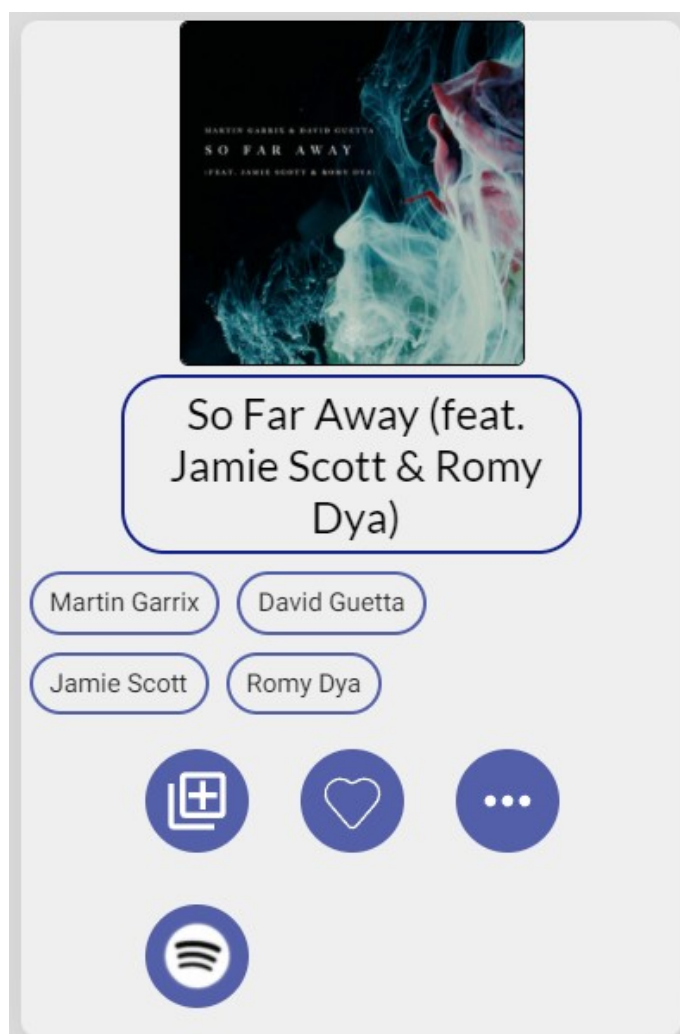 MARTIN GARRIX & DAVID GUETTA
SO FAR AWAY
(FEAT. JAMIE SCOTT & ROMY DYA)
So Far Away (feat.
Jamie Scott & Romy
Dya)
Martin Garrix
David Guetta
Jamie Scott
Romy Dya